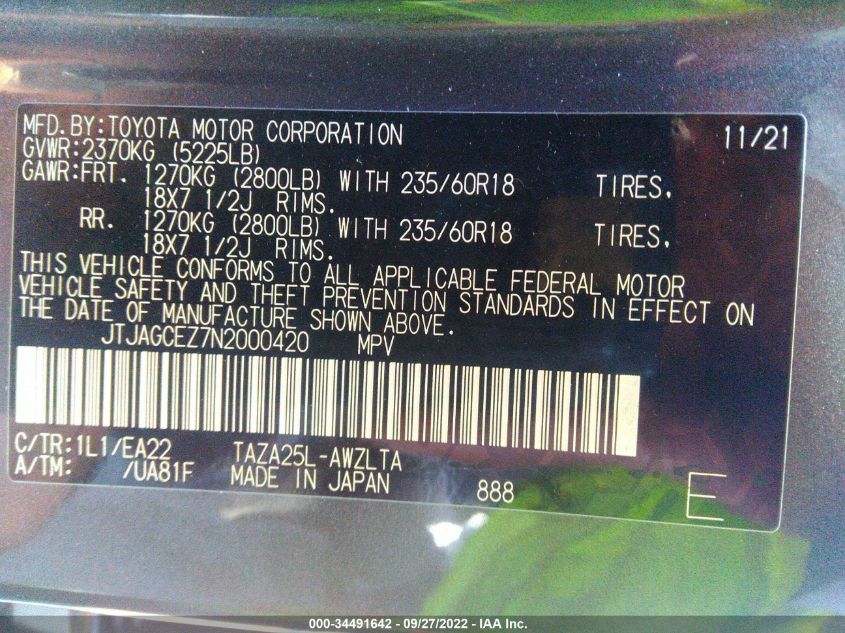 MFD.BY:TOYOTA MOTOR CORPORATION 11/21
GVWR:2370KG (5225LB)
GAWR:FRT. 1270KG (2800LB) WITH 235/60R18 TIRES,
18X7 1/2J RIMS.
RR. 1270KG (2800LB) WITH 235/60R18 TIRES,
18X7 1/2J RIMS.
THIS VEHICLE CONFORMS TO ALL APPLICABLE FEDERAL MOTOR
VEHICLE SAFETY AND THEFT PREVENTION STANDARDS IN EFFECT ON
THE DATE OF MANUFACTURE SHOWN ABOVE.
JTJAGCEZ7N2000420 MPV
C/TR:1L1/EA22 TAZA25L-AWZLTA
A/TM: /UA81F MADE IN JAPAN 888 E
000-34491642 - 09/27/2022 - IAA Inc.